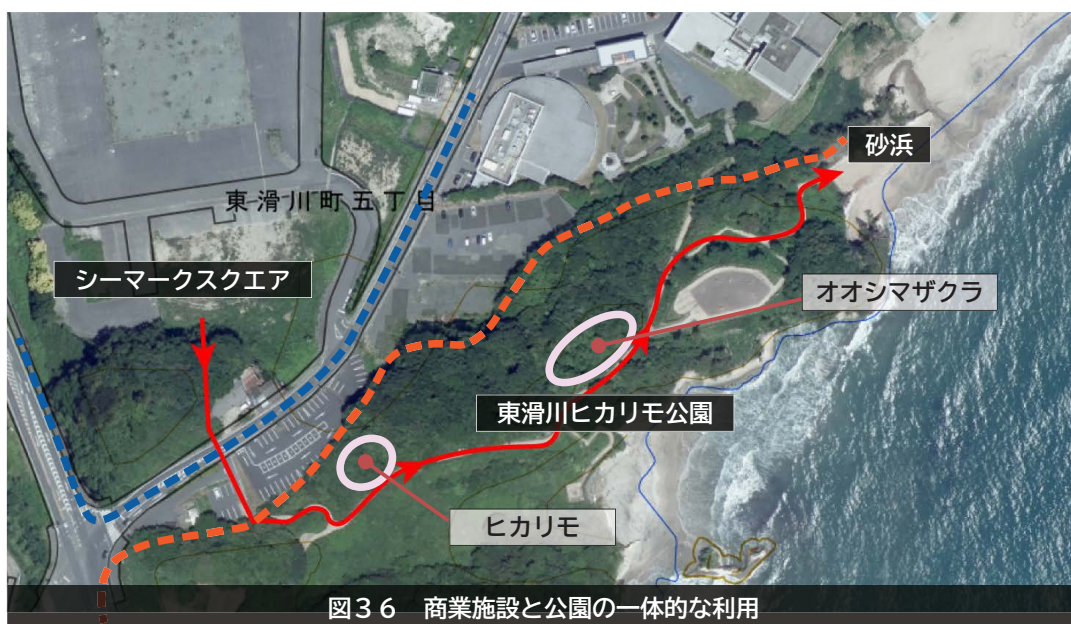 砂浜
東滑川町五丁目
シーマークスクエア
オオシマザクラ
東滑川ヒカリモ公園
ヒカリモ
図36　商業施設と公園の一体的な利用